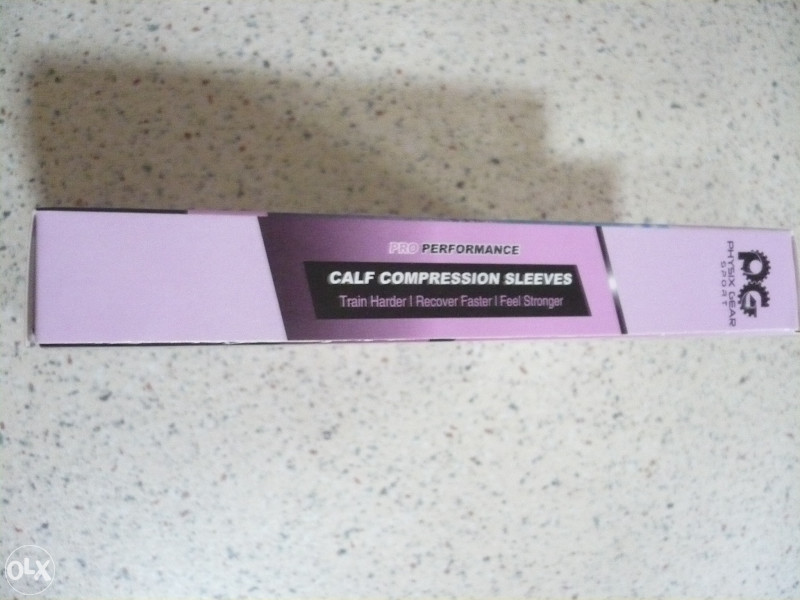 PRO PERFORMANCE
CALF COMPRESSION SLEEVES
Train Harder I Recover Faster I Feel Stronger
PG
PHYSIX GEAR
SPORT
OLX